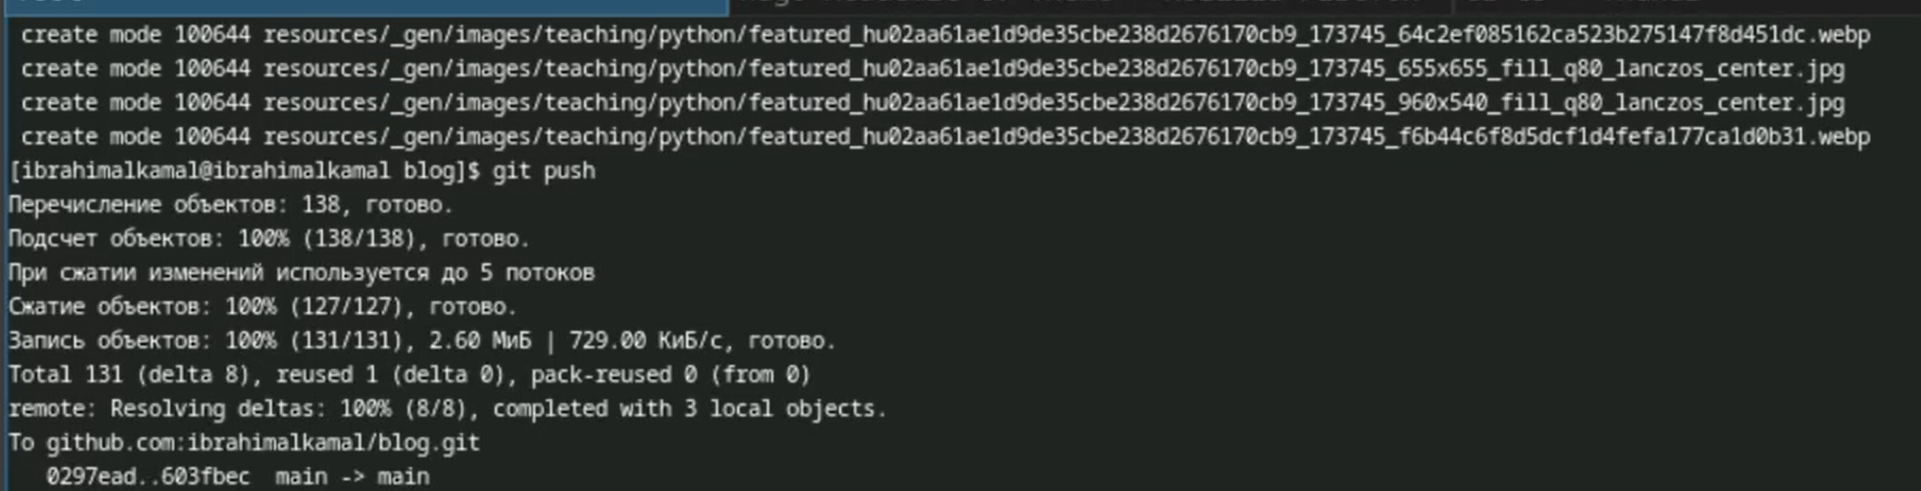 create mode 100644 resources/_gen/images/teaching/python/featured_hu02aa61ae1d9de35cbe238d2676170cb9_173745_64c2ef085162ca523b275147f8d451dc.webp
create mode 100644 resources/_gen/images/teaching/python/featured_hu02aa61ae1d9de35cbe238d2676170cb9_173745_655x655_fill_q80_lanczos_center.jpg
create mode 100644 resources/_gen/images/teaching/python/featured_hu02aa61ae1d9de35cbe238d2676170cb9_173745_960x540_fill_q80_lanczos_center.jpg
create mode 100644 resources/_gen/images/teaching/python/featured_hu02aa61ae1d9de35cbe238d2676170cb9_173745_f6b44c6f8d5dcf1d4fefa177ca1d0b31.webp
[ibrahimalkamal@ibrahimalkamal blog]$ git push
Перечисление объектов: 138, готово.
Подсчет объектов: 100% (138/138), готово.
При сжатии изменений используется до 5 потоков
Сжатие объектов: 100% (127/127), готово.
Запись объектов: 100% (131/131), 2.60 МиБ | 729.00 КиБ/с, готово.
Total 131 (delta 8), reused 1 (delta 0), pack-reused 0 (from 0)
remote: Resolving deltas: 100% (8/8), completed with 3 local objects.
To github.com:ibrahimalkamal/blog.git
0297ead..603fbec  main -> main